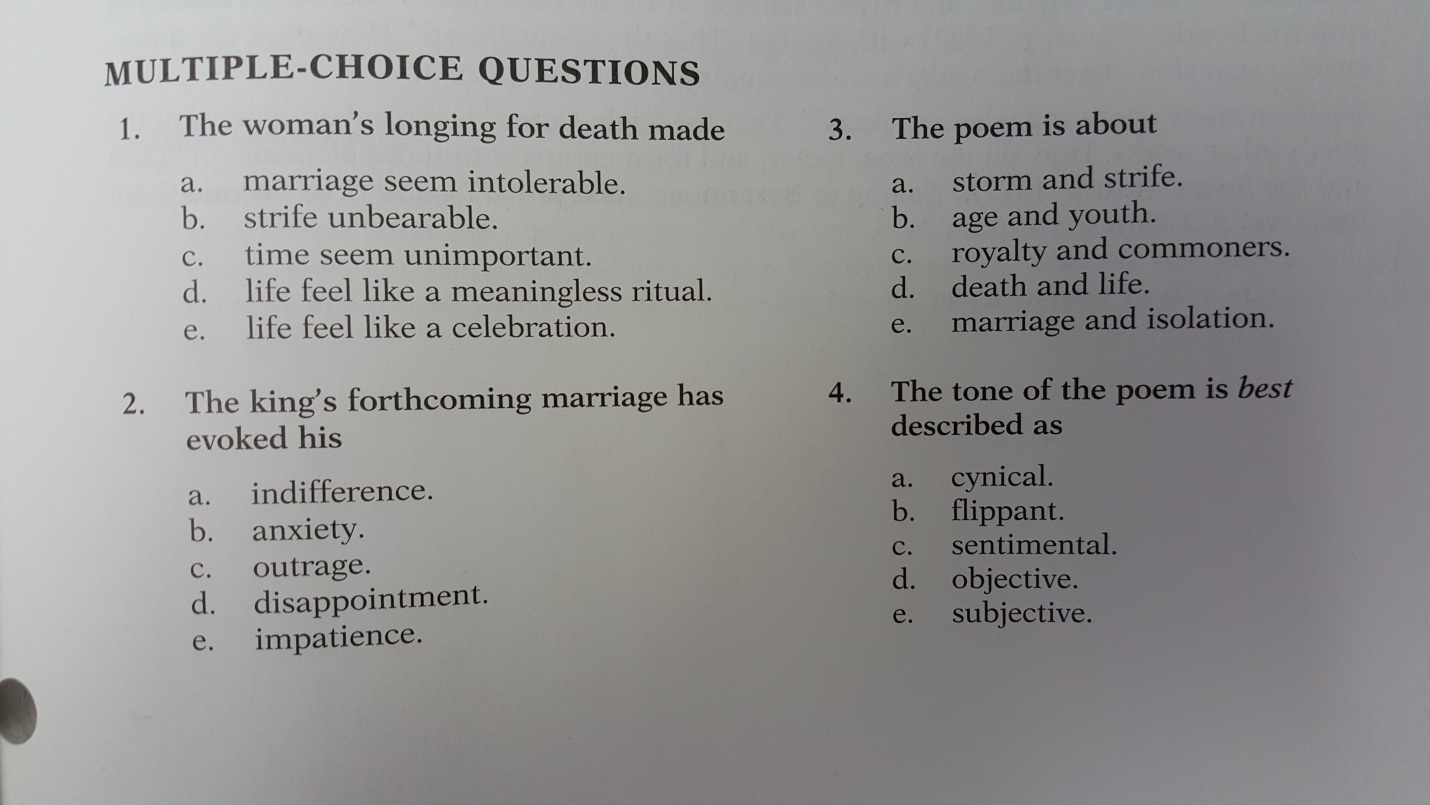 MULTIPLE-CHOICE QUESTIONS
1. The woman's longing for death made
a. marriage seem intolerable.
b. strife unbearable.
c. time seem unimportant.
d. life feel like a meaningless ritual.
e. life feel like a celebration.
2. The king's forthcoming marriage has
evoked his
a. indifference.
b. anxiety.
c. outrage.
d. disappointment.
e. impatience.
3. The poem is about
a. storm and strife.
b. age and youth.
c. royalty and commoners.
d. death and life.
e. marriage and isolation.
4. The tone of the poem is best
described as
a. cynical.
b. flippant.
c. sentimental.
d. objective.
e. subjective.